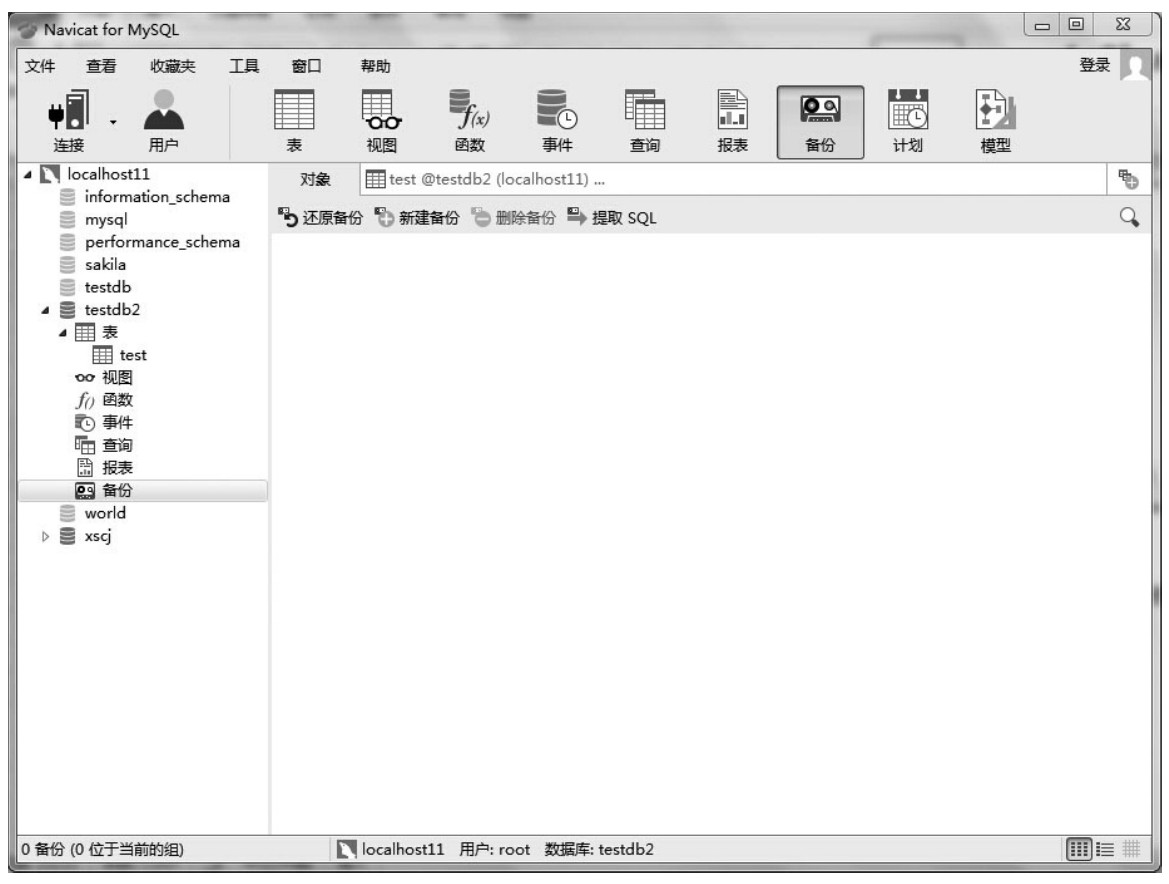 Navicat for MySQL
文件 查看 收藏夹 工具 窗口 帮助 登录
连接 用户 表 视图 函数 事件 查询 报表 备份 计划 模型
localhost11
对象 test @testdb2 (localhost11) ...
information_schema
mysql
还原备份 新建备份 删除备份 提取 SQL
performance_schema
sakila
testdb
testdb2
表
test
视图
函数
事件
查询
报表
备份
world
xscj
0 备份 (0 位于当前的组) localhost11 用户: root 数据库: testdb2